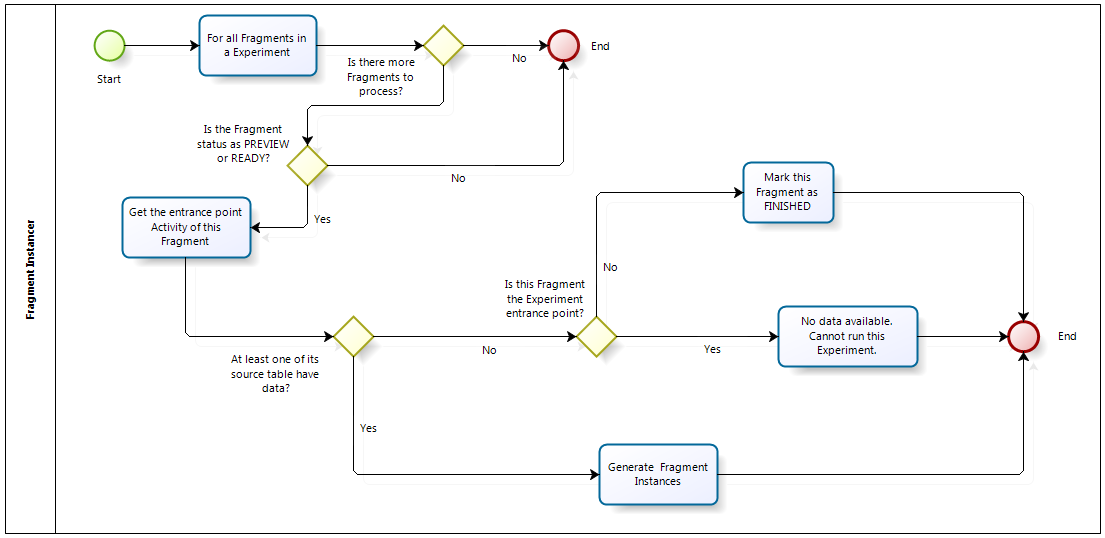 Fragment Instancer
Start
For all Fragments in
a Experiment
Is there more
Fragments to
process?
No
End
Is the Fragment
status as PREVIEW
or READY?
No
Yes
Get the entrance point
Activity of this
Fragment
At least one of its
source table have
data?
No
Yes
Is this Fragment
the Experiment
entrance point?
No
Yes
Mark this
Fragment as
FINISHED
No data available.
Cannot run this
Experiment.
Generate Fragment
Instances
End